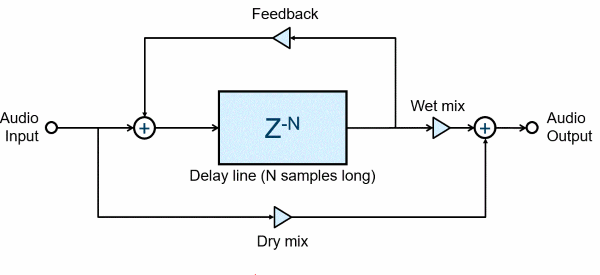 Feedback
Audio
Input
+
Z-N
Wet mix
+
Audio
Output
Delay line (N samples long)
Dry mix